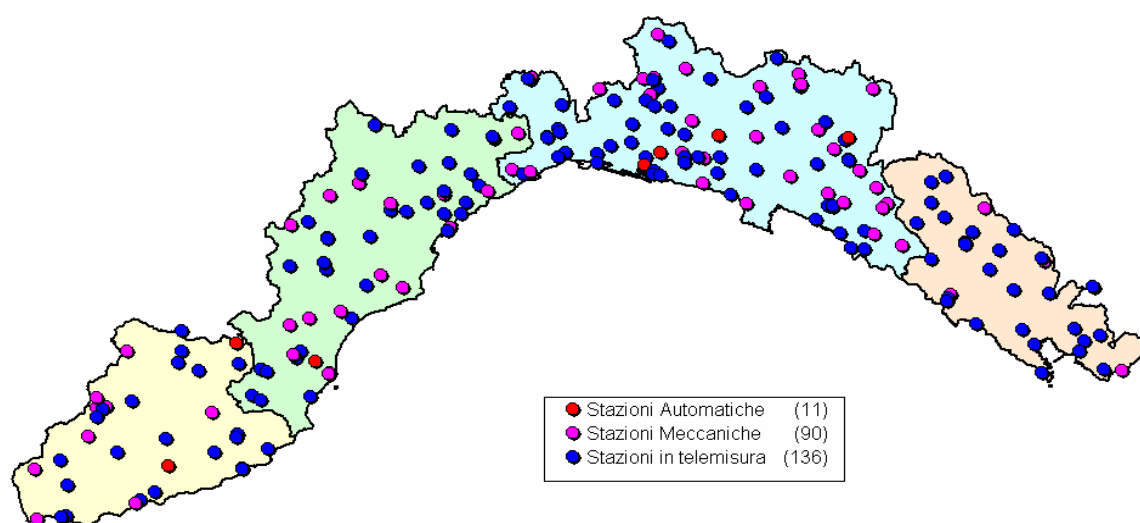 Stazioni Automatiche (11)
Stazioni Meccaniche (90)
Stazioni in telemisura (136)